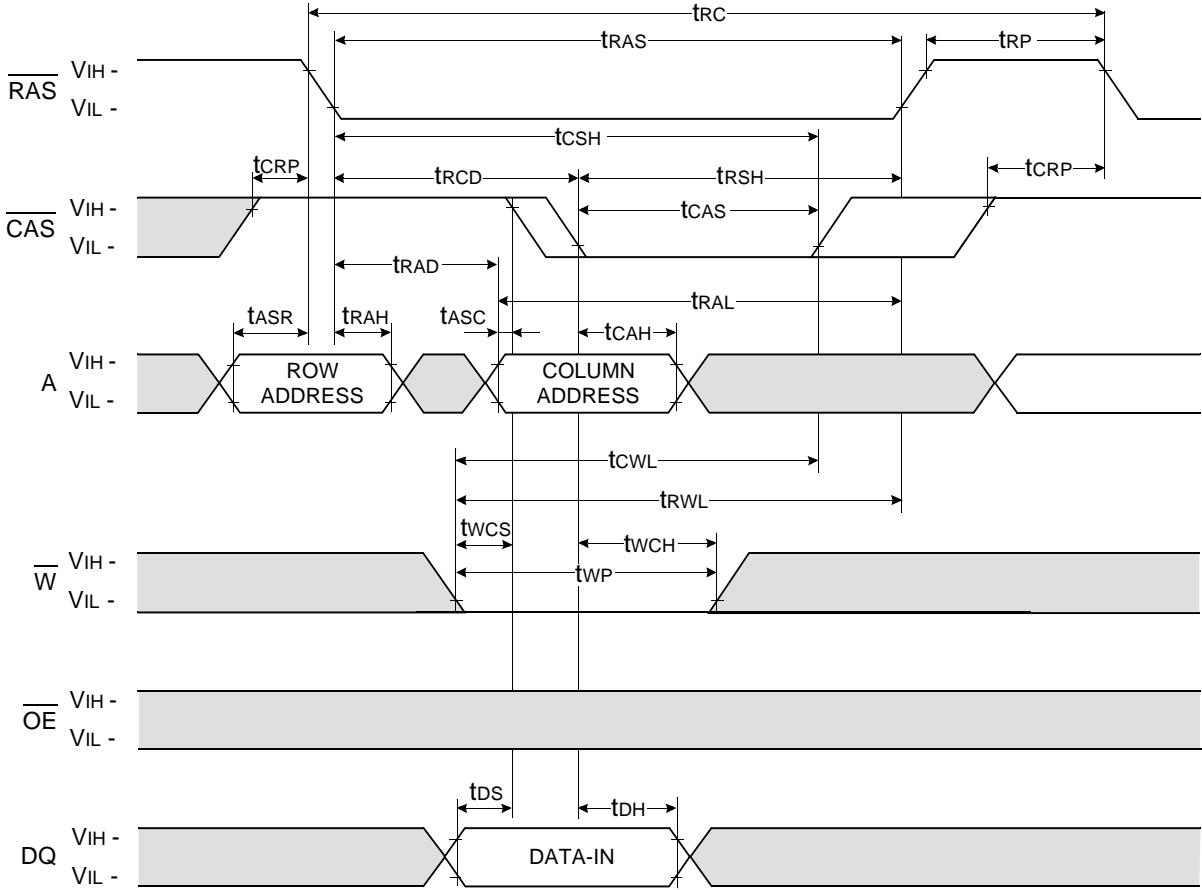 tRC
tRAS
tRP
RAS
VIH -
VIL -
tCSH
tCRP
tRCD
tRSH
tCRP
CAS
VIH -
VIL -
tCAS
tRAD
tRAL
tASR
tRAH
tASC
tCAH
A
VIH -
VIL -
ROW
ADDRESS
COLUMN
ADDRESS
tCWL
tRWL
tWCS
tWCH
W
VIH -
VIL -
tWP
OE
VIH -
VIL -
tDS
tDH
DQ
VIH -
VIL -
DATA-IN